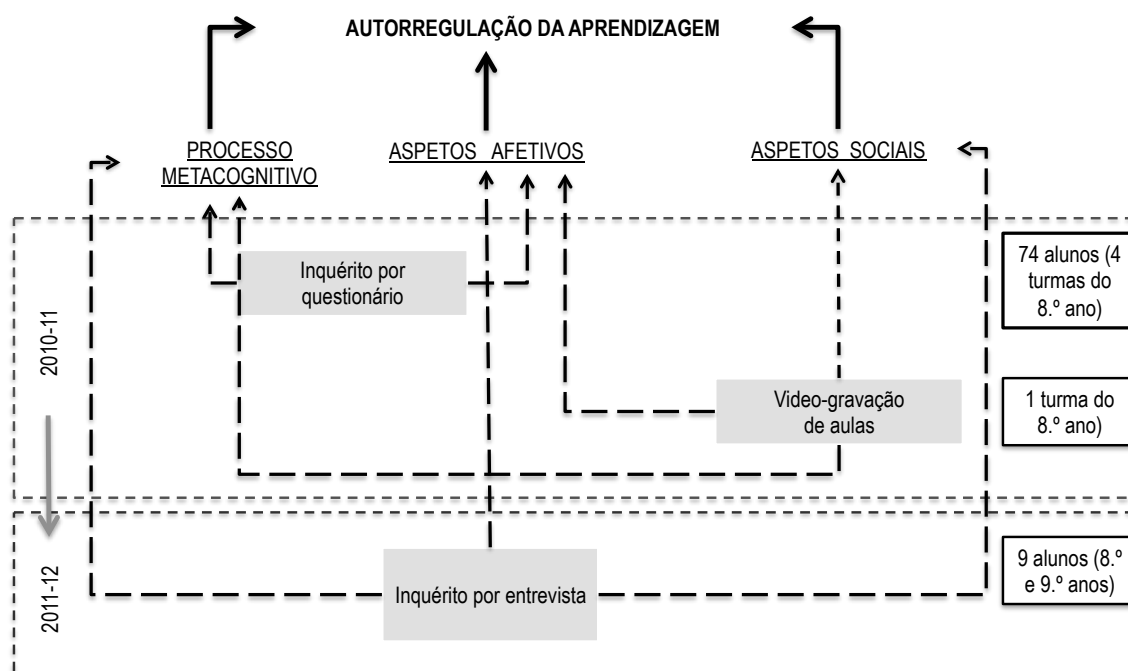 AUTORREGULAÇÃO DA APRENDIZAGEM
PROCESSO
METACOGNITIVO
ASPETOS AFETIVOS
ASPETOS SOCIAIS
2010-11
Inquérito por
questionário
74 alunos (4
turmas do
8.º ano)
Video-gravação
de aulas
1 turma do
8.º ano)
2011-12
Inquérito por entrevista
9 alunos (8.º
e 9.º anos)